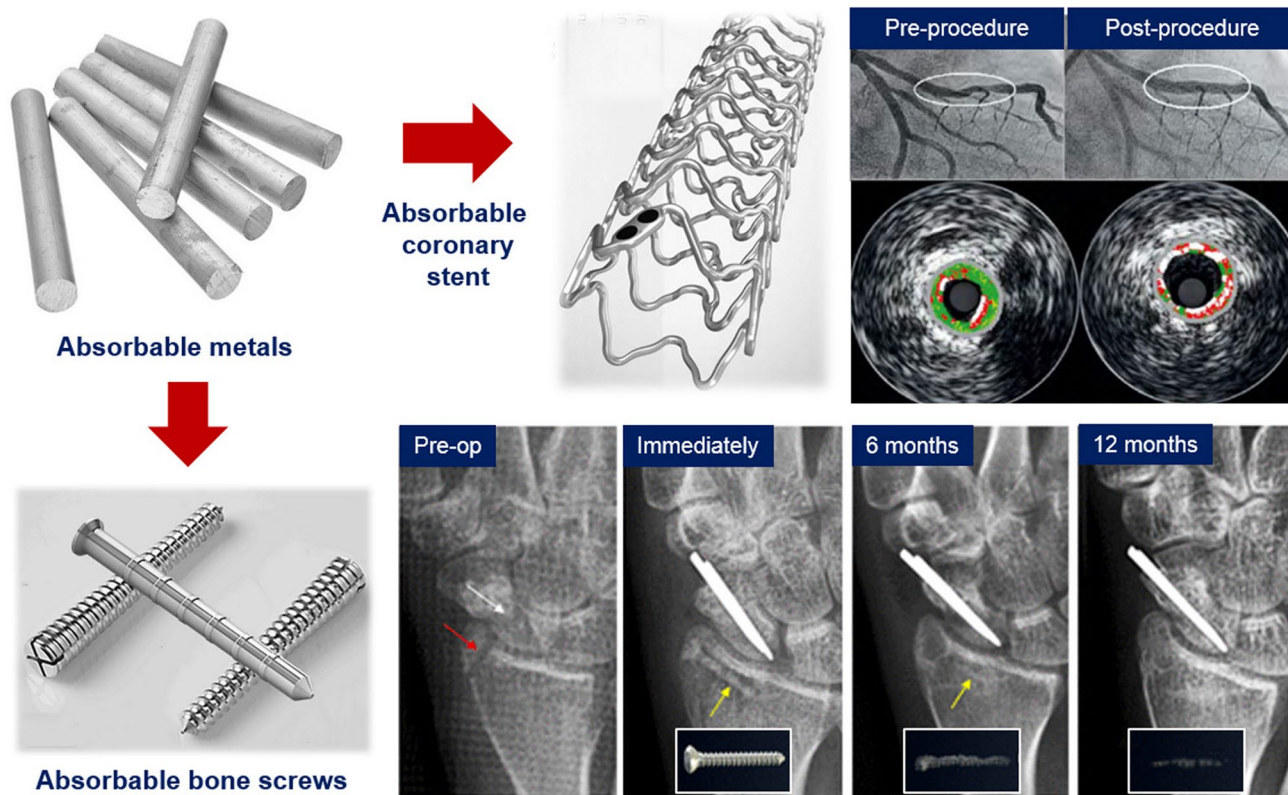 Absorbable metals
Absorbable
coronary
stent
Pre-procedure
Post-procedure
Absorbable bone screws
Pre-op
Immediately
6 months
12 months